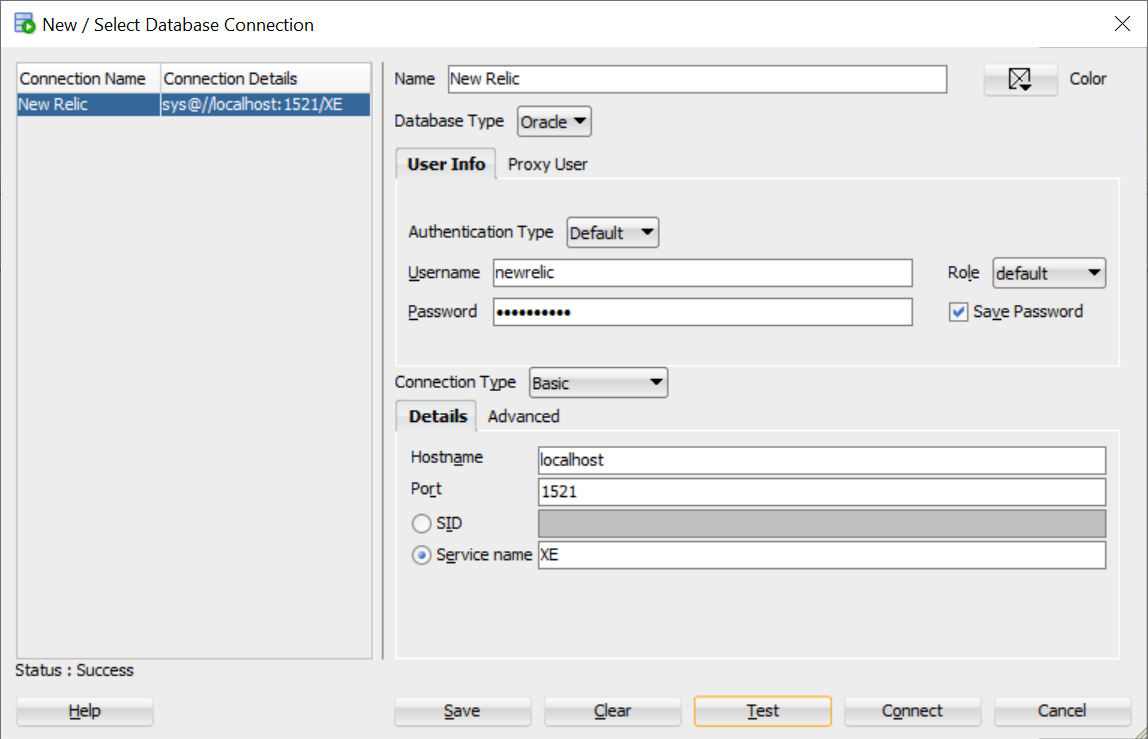 New / Select Database Connection
Connection Name Connection Details
New Relic sys@//localhost:1521/XE
Name New Relic Color
Database Type Oracle
User Info Proxy User
Authentication Type Default
Username newrelic Role default
Password •••••••••• Save Password
Connection Type Basic
Details Advanced
Hostname localhost
Port 1521
SID
Service name XE
Status : Success
Help Save Clear Test Connect Cancel